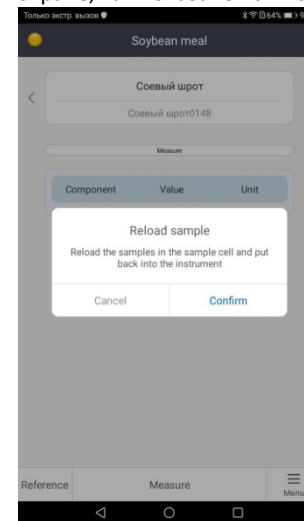 Только экстр. вызов 64% 9
Soybean meal
Соевый шрот
Соевый шрот0148
Measure
Component Value Unit
Reload sample
Reload the samples in the sample cell and put
back into the instrument
Cancel Confirm
Reference Measure Menu